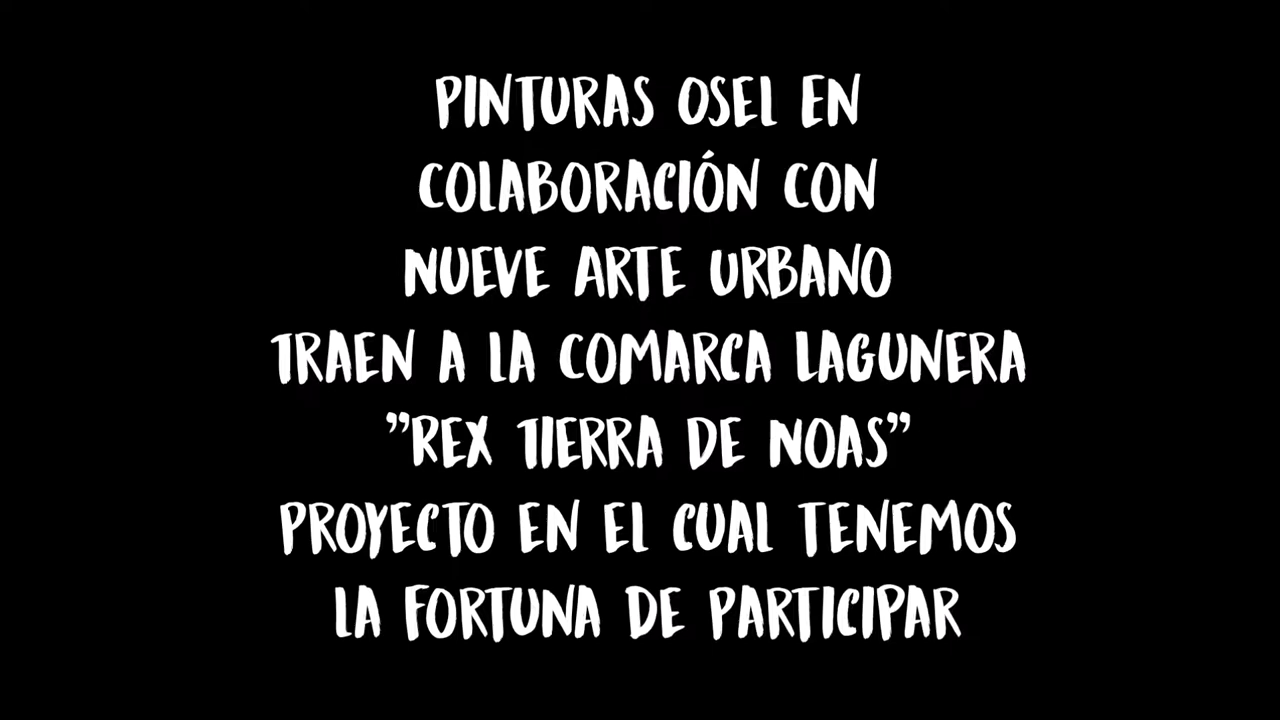 PINTURAS OSEL EN
COLABORACIÓN CON
NUEVE ARTE URBANO
TRAEN A LA COMARCA LAGUNERA
"REX TIERRA DE NOAS"
PROYECTO EN EL CUAL TENEMOS
LA FORTUNA DE PARTICIPAR